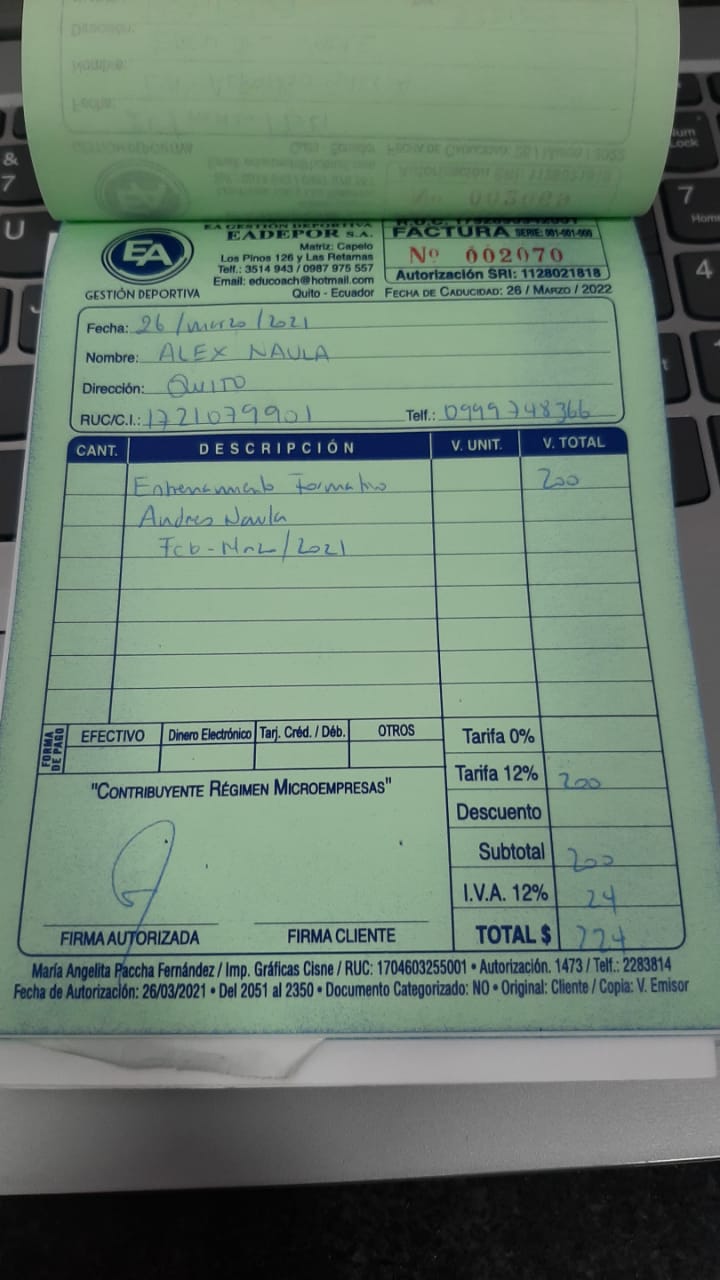 EA GESTIÓN DEPORTIVA
EADEPOR S.A.
Matriz: Capelo
Los Pinos 126 y Las Retamas
Telf.: 3514 943 / 0987 975 557
Email: educoach@hotmail.com
Quito - Ecuador
EA
GESTIÓN DEPORTIVA
FACTURA SERIE: 001-001-000
Nº 002070
Autorización SRI: 1128021818
FECHA DE CADUCIDAD: 26 / MARZO / 2022
Fecha: 26/marzo/2021
Nombre: ALEX NAULA
Dirección: QUITO
RUC/C.I.: 1721079901 Telf.: 0999748366
CANT. DESCRIPCIÓN V. UNIT. V. TOTAL
Entrenamiento Formativo 200
Andres Naula
Feb-Mrz/2021
FORMA DE PAGO EFECTIVO Dinero Electrónico Tarj. Créd. / Déb. OTROS
Tarifa 0%
Tarifa 12% 200
Descuento
Subtotal 200
I.V.A. 12% 24
TOTAL $ 224
"CONTRIBUYENTE RÉGIMEN MICROEMPRESAS"
FIRMA AUTORIZADA FIRMA CLIENTE
María Angelita Paccha Fernández / Imp. Gráficas Cisne / RUC: 1704603255001 • Autorización. 1473 / Telf.: 2283814
Fecha de Autorización: 26/03/2021 • Del 2051 al 2350 • Documento Categorizado: NO • Original: Cliente / Copia: V. Emisor